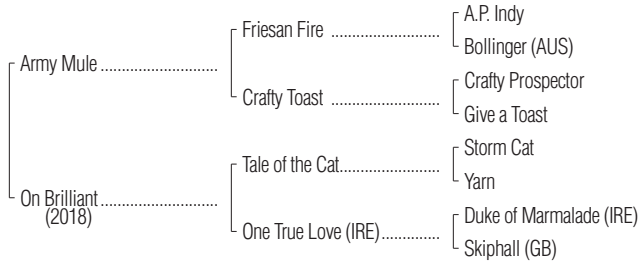 A.P. Indy
Friesan Fire ..............................
Bollinger (AUS)
Army Mule ................................
Crafty Prospector
Crafty Toast ..............................
Give a Toast
Storm Cat
Tale of the Cat...........................
Yarn
On Brilliant ................................
(2018)
Duke of Marmalade (IRE)
One True Love (IRE)................
Skiphall (GB)